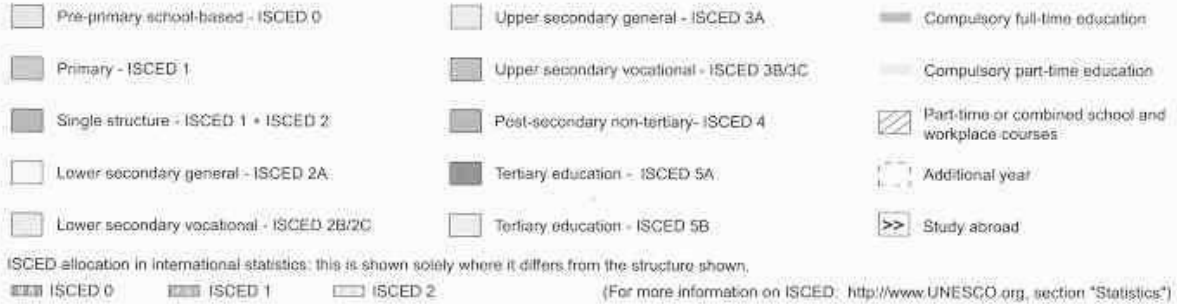 Pre-primary school-based - ISCED 0
Primary - ISCED 1
Single structure - ISCED 1 + ISCED 2
Lower secondary general - ISCED 2A
Lower secondary vocational - ISCED 2B/2C
Upper secondary general - ISCED 3A
Upper secondary vocational - ISCED 3B/3C
Post-secondary non-tertiary- ISCED 4
Tertiary education - ISCED 5A
Tertiary education - ISCED 5B
Compulsory full-time education
Compulsory part-time education
Part-time or combined school and
workplace courses
Additional year
>> Study abroad
ISCED allocation in international statistics: this is shown solely where it differs from the structure shown.
ISCED 0 ISCED 1 ISCED 2 (For more information on ISCED: http://www.UNESCO.org, section "Statistics")